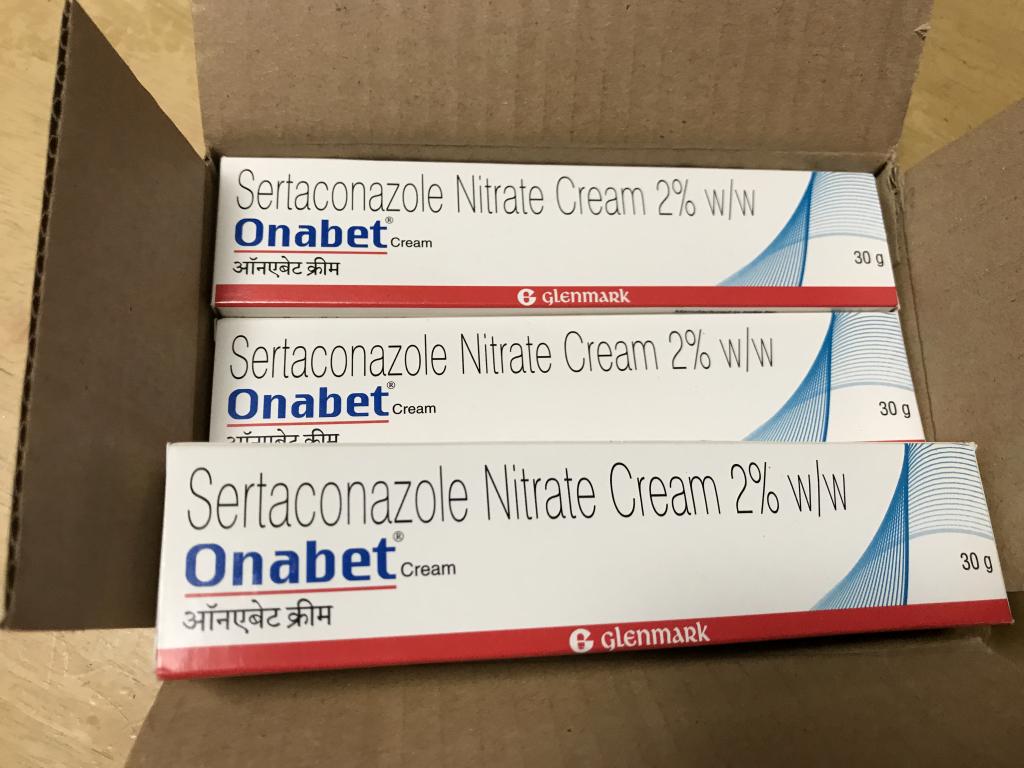 Sertaconazole Nitrate Cream 2% w/w
Onabet® Cream
ऑनएबेट क्रीम
30 g
GLENMARK
Sertaconazole Nitrate Cream 2% w/w
Onabet® Cream
ऑनएबेट क्रीम
30 g
Sertaconazole Nitrate Cream 2% w/w
Onabet® Cream
ऑनएबेट क्रीम
30 g
GLENMARK